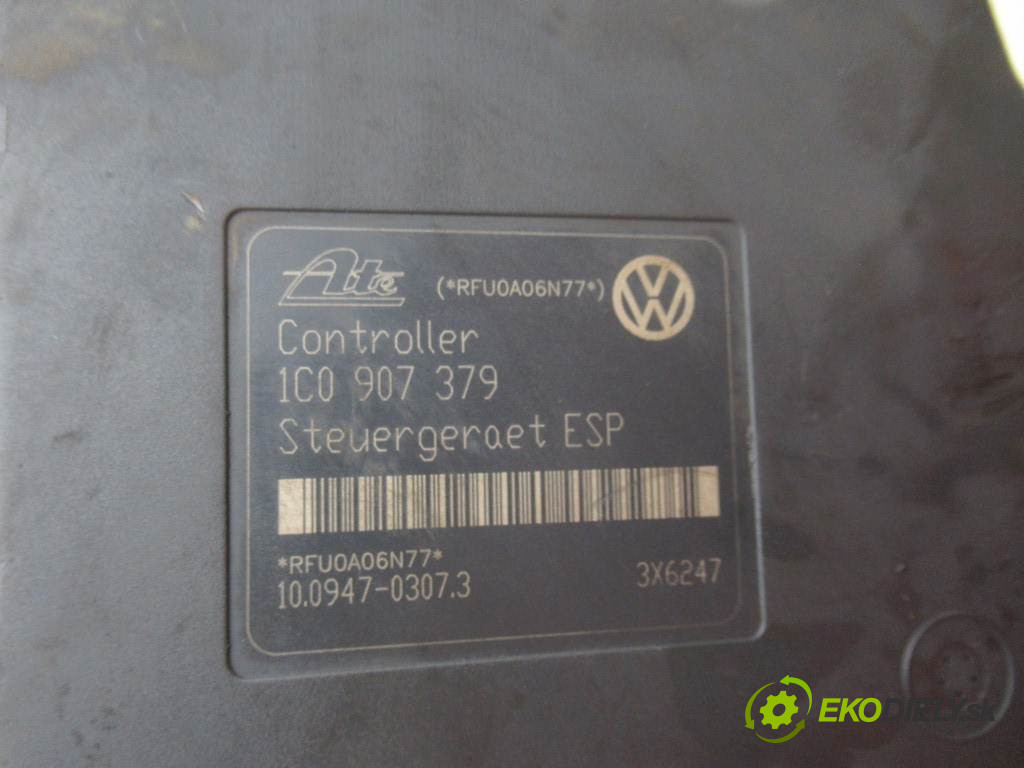 Ate (*RFU0A06N77*)
Controller
1C0 907 379
Steuergeraet ESP
*RFU0A06N77*
10.0947-0307.3 3X6247
EKODIELY.sk